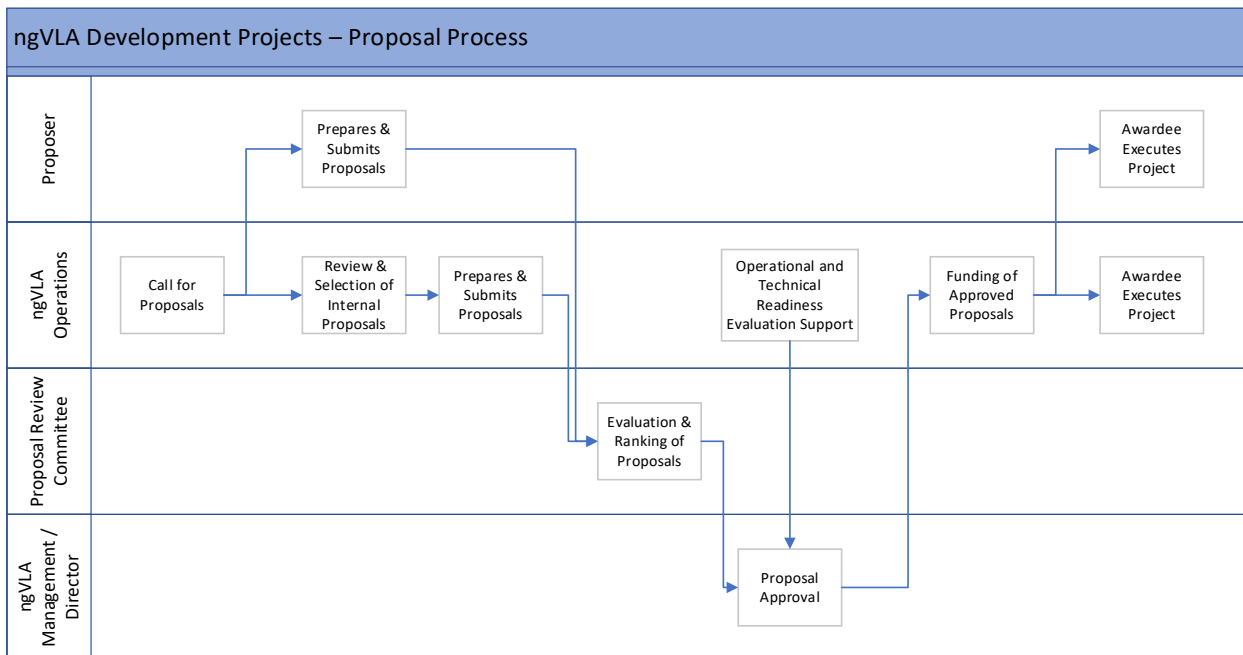 ngVLA Development Projects – Proposal Process
Proposer
Prepares &
Submits
Proposals
Awardee
Executes
Project
ngVLA
Operations
Call for
Proposals
Review &
Selection of
Internal
Proposals
Prepares &
Submits
Proposals
Operational and
Technical
Readiness
Evaluation Support
Funding of
Approved
Proposals
Awardee
Executes
Project
Proposal Review
Committee
Evaluation &
Ranking of
Proposals
ngVLA
Management /
Director
Proposal
Approval